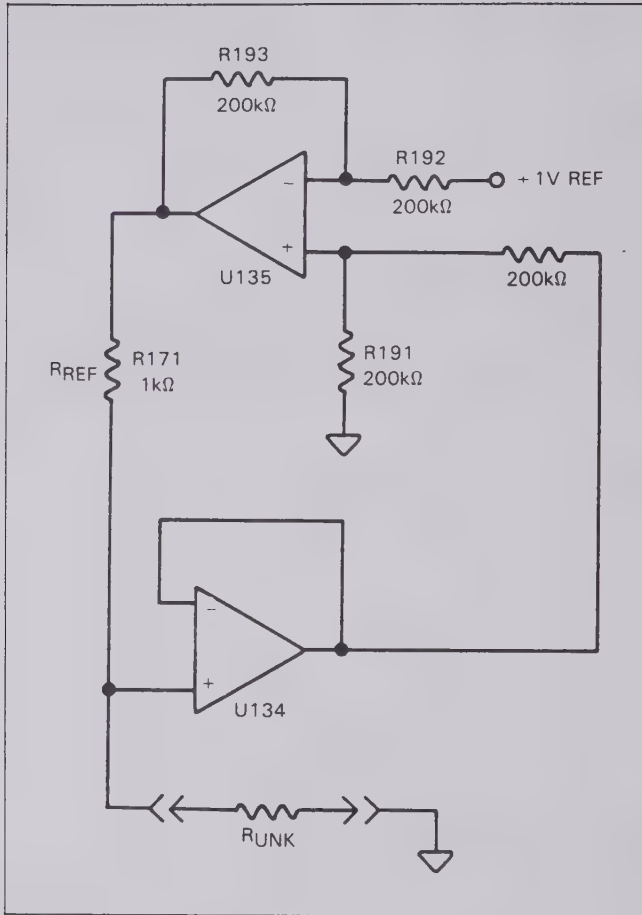 R193
200kΩ
R192
200kΩ
+ 1V REF
−
+
U135
200kΩ
R191
200kΩ
RREF
R171
1kΩ
−
+
U134
RUNK